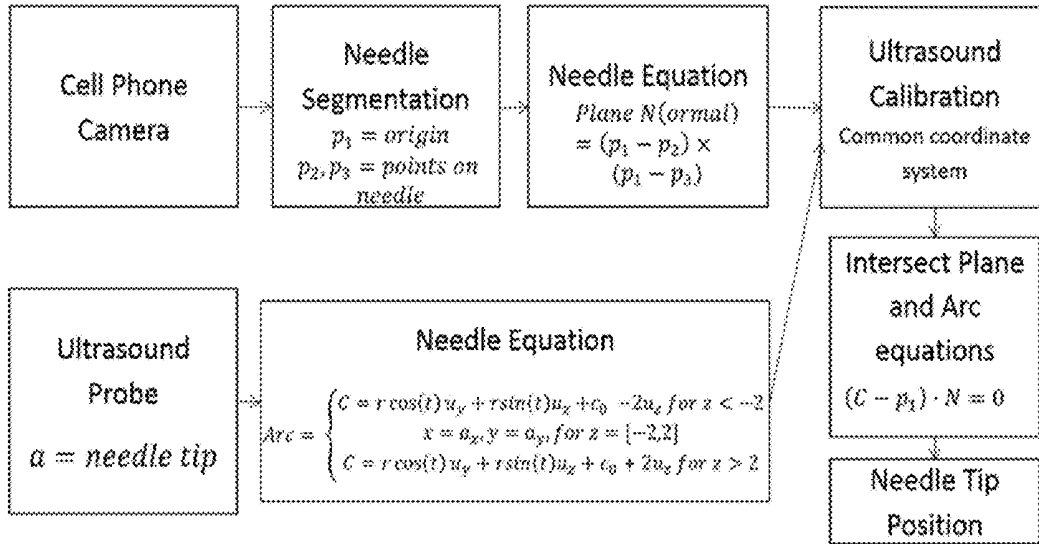 Cell Phone
Camera
Needle
Segmentation
p₁ = origin
p₂, p₃ = points on
needle
Needle Equation
Plane N(ormal)
= (p₁ − p₂) ×
(p₁ − p₃)
Ultrasound
Calibration
Common coordinate
system
Ultrasound
Probe
a = needle tip
Needle Equation
Arc = { C = r cos(t) u_y + r sin(t) u_z + c₀ − 2u_z for z < −2
x = a_x, y = a_y, for z = [−2,2]
C = r cos(t) u_y + r sin(t) u_z + c₀ + 2u_z for z > 2
Intersect Plane
and Arc
equations
(C − p₁) · N = 0
Needle Tip
Position